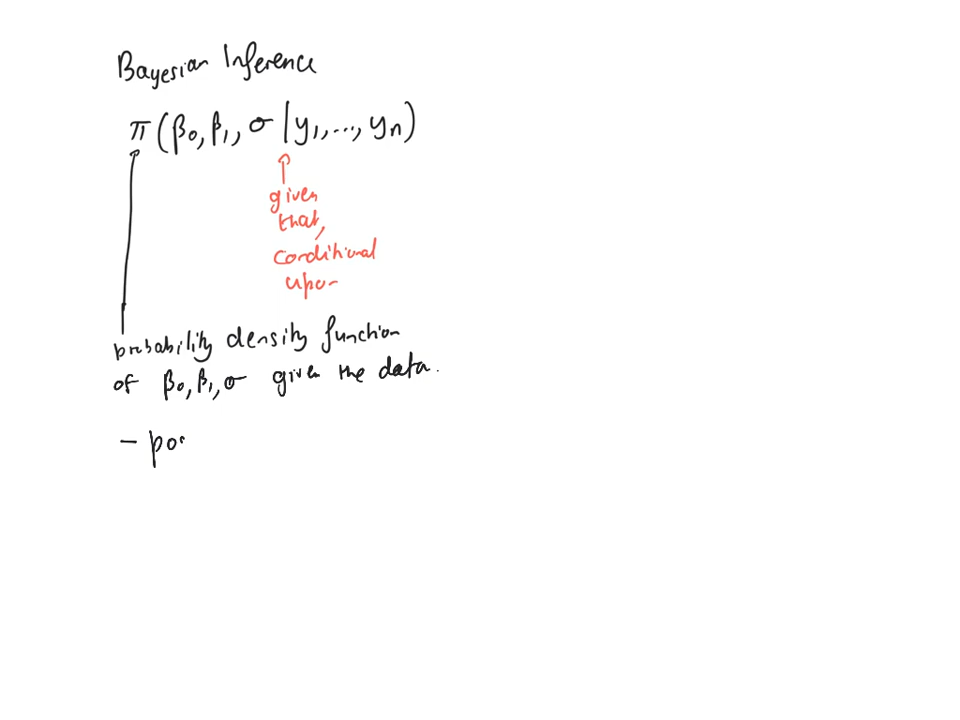 Bayesian Inference
π(β₀, β₁, σ | y₁, ..., yₙ)
given
that,
conditional
upon
probability density function
of β₀, β₁, σ given the data.
- pos